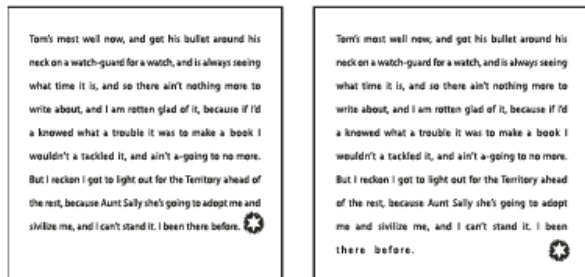 Tom's most well now, and got his bullet around his
neck on a watch-guard for a watch, and is always seeing
what time it is, and so there ain't nothing more to
write about, and I am rotten glad of it, because if I'd
a knowed what a trouble it was to make a book I
wouldn't a tackled it, and ain't a-going to no more.
But I reckon I got to light out for the Territory ahead of
the rest, because Aunt Sally she's going to adopt me and
sivilize me, and I can't stand it. I been there before.
Tom's most well now, and got his bullet around his
neck on a watch-guard for a watch, and is always seeing
what time it is, and so there ain't nothing more to
write about, and I am rotten glad of it, because if I'd
a knowed what a trouble it was to make a book I
wouldn't a tackled it, and ain't a-going to no more.
But I reckon I got to light out for the Territory ahead
of the rest, because Aunt Sally she's going to adopt
me and sivilize me, and I can't stand it. I been
there before.